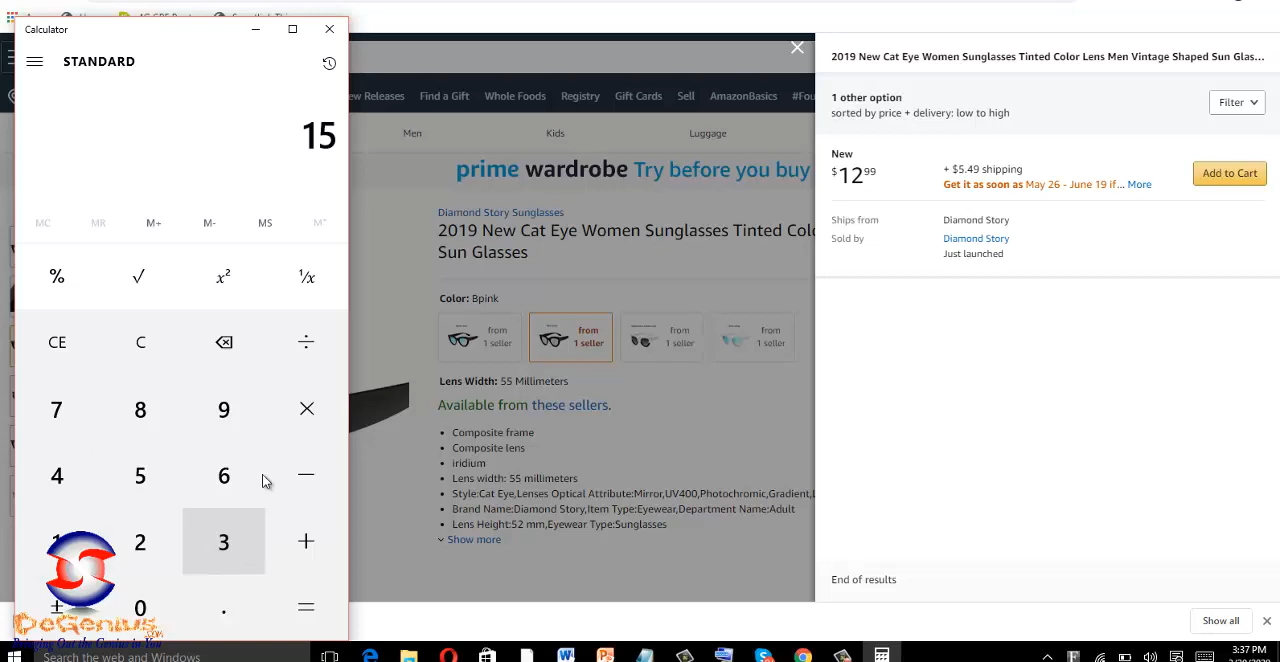 Calculator
STANDARD
15
MC MR M+ M- MS
% √ x² ¹/x
CE C ÷
7 8 9 ×
4 5 6 −
2 3 +
± 0 . =
DeGenius.com
Bringing Out the Genius in You
Search the web and Windows
ew Releases Find a Gift Whole Foods Registry Gift Cards Sell AmazonBasics #Fou
Men Kids Luggage
prime wardrobe Try before you buy
Diamond Story Sunglasses
2019 New Cat Eye Women Sunglasses Tinted Colo
Sun Glasses
Color: Bpink
from
1 seller
from
1 seller
from
1 seller
from
1 seller
Lens Width: 55 Millimeters
Available from these sellers.
Composite frame
Composite lens
iridium
Lens width: 55 millimeters
Style:Cat Eye,Lenses Optical Attribute:Mirror,UV400,Photochromic,Gradient,
Brand Name:Diamond Story,Item Type:Eyewear,Department Name:Adult
Lens Height:52 mm,Eyewear Type:Sunglasses
Show more
2019 New Cat Eye Women Sunglasses Tinted Color Lens Men Vintage Shaped Sun Glas...
1 other option
sorted by price + delivery: low to high
Filter
New
$12.99
+ $5.49 shipping
Get it as soon as May 26 - June 19 if... More
Add to Cart
Ships from Diamond Story
Sold by Diamond Story
Just launched
End of results
Show all
3:37 PM